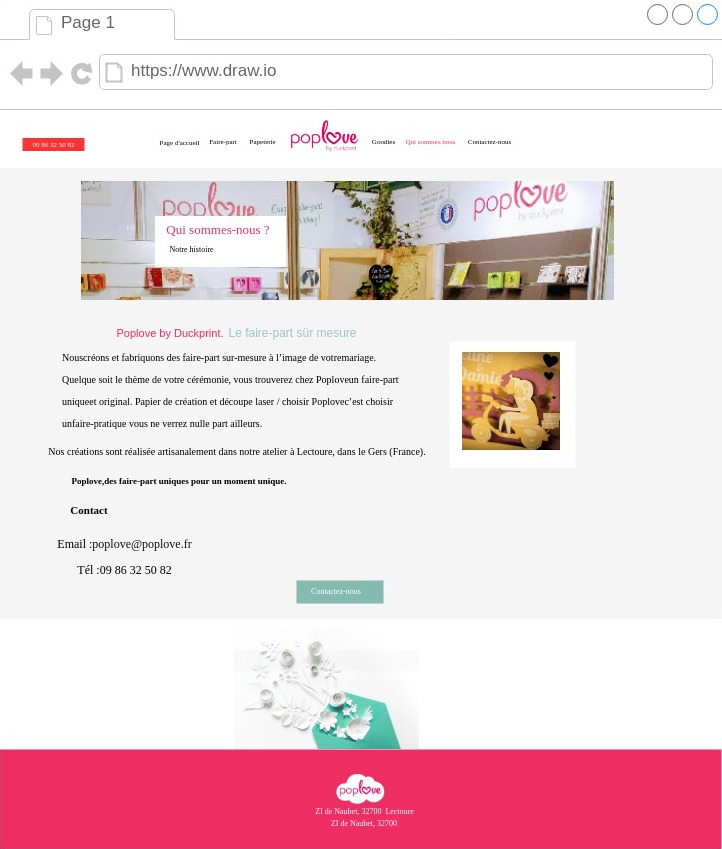 Page 1
https://www.draw.io
09 86 32 50 82
Page d'accueil
Faire-part
Papeterie
poplove
by duckprint
Goodies
Qui sommes nous
Contactez-nous
poplove
by duckprint
Qui sommes-nous ?
Notre histoire
Poplove by Duckprint. Le faire-part sûr mesure
Nouscréons et fabriquons des faire-part sur-mesure à l'image de votremariage.
Quelque soit le thème de votre cérémonie, vous trouverez chez Poploveun faire-part
uniqueet original. Papier de création et découpe laser / choisir Poplovec'est choisir
unfaire-pratique vous ne verrez nulle part ailleurs.
Nos créations sont réalisée artisanalement dans notre atelier à Lectoure, dans le Gers (France).
Poplove,des faire-part uniques pour un moment unique.
Contact
Email :poplove@poplove.fr
Tél :09 86 32 50 82
Contactez-nous
Damie
poplove
ZI de Naubet, 32700 Lectoure
ZI de Naubet, 32700